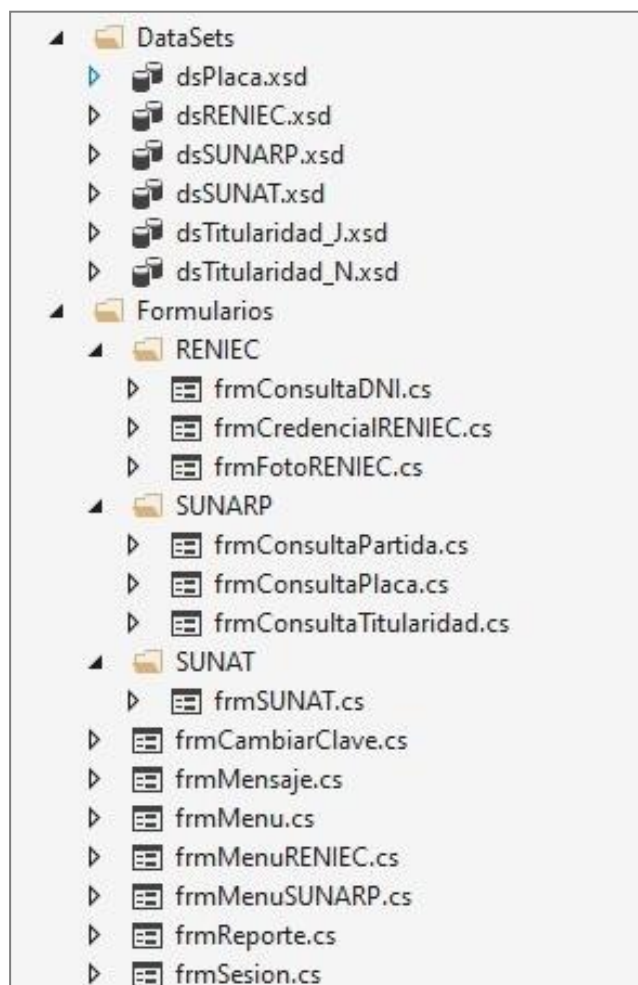 DataSets
dsPlaca.xsd
dsRENIEC.xsd
dsSUNARP.xsd
dsSUNAT.xsd
dsTitularidad_J.xsd
dsTitularidad_N.xsd
Formularios
RENIEC
frmConsultaDNI.cs
frmCredencialRENIEC.cs
frmFotoRENIEC.cs
SUNARP
frmConsultaPartida.cs
frmConsultaPlaca.cs
frmConsultaTitularidad.cs
SUNAT
frmSUNAT.cs
frmCambiarClave.cs
frmMensaje.cs
frmMenu.cs
frmMenuRENIEC.cs
frmMenuSUNARP.cs
frmReporte.cs
frmSesion.cs